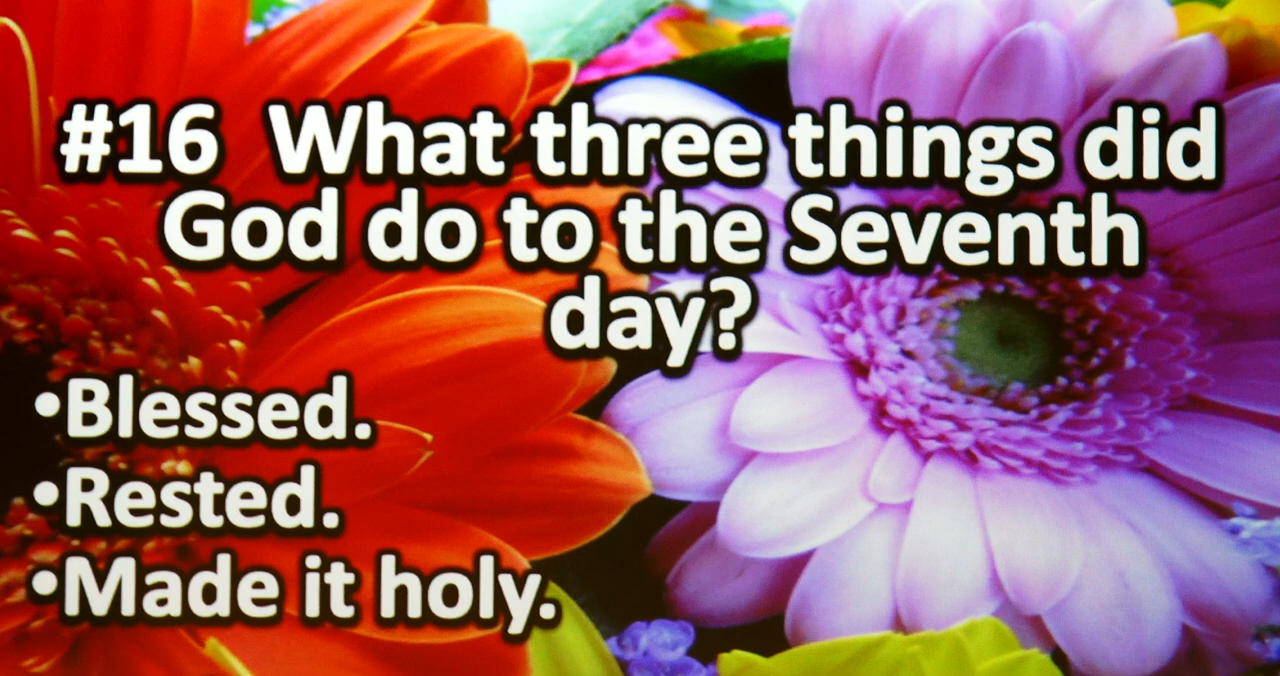 #16 What three things did
God do to the Seventh
day?
•Blessed.
•Rested.
•Made it holy.